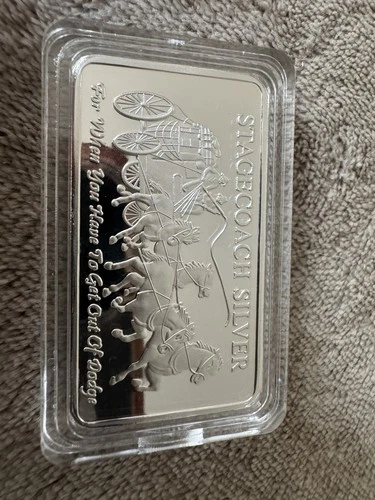 STAGECOACH SILVER
For When You Have To Get Out Of Dodge